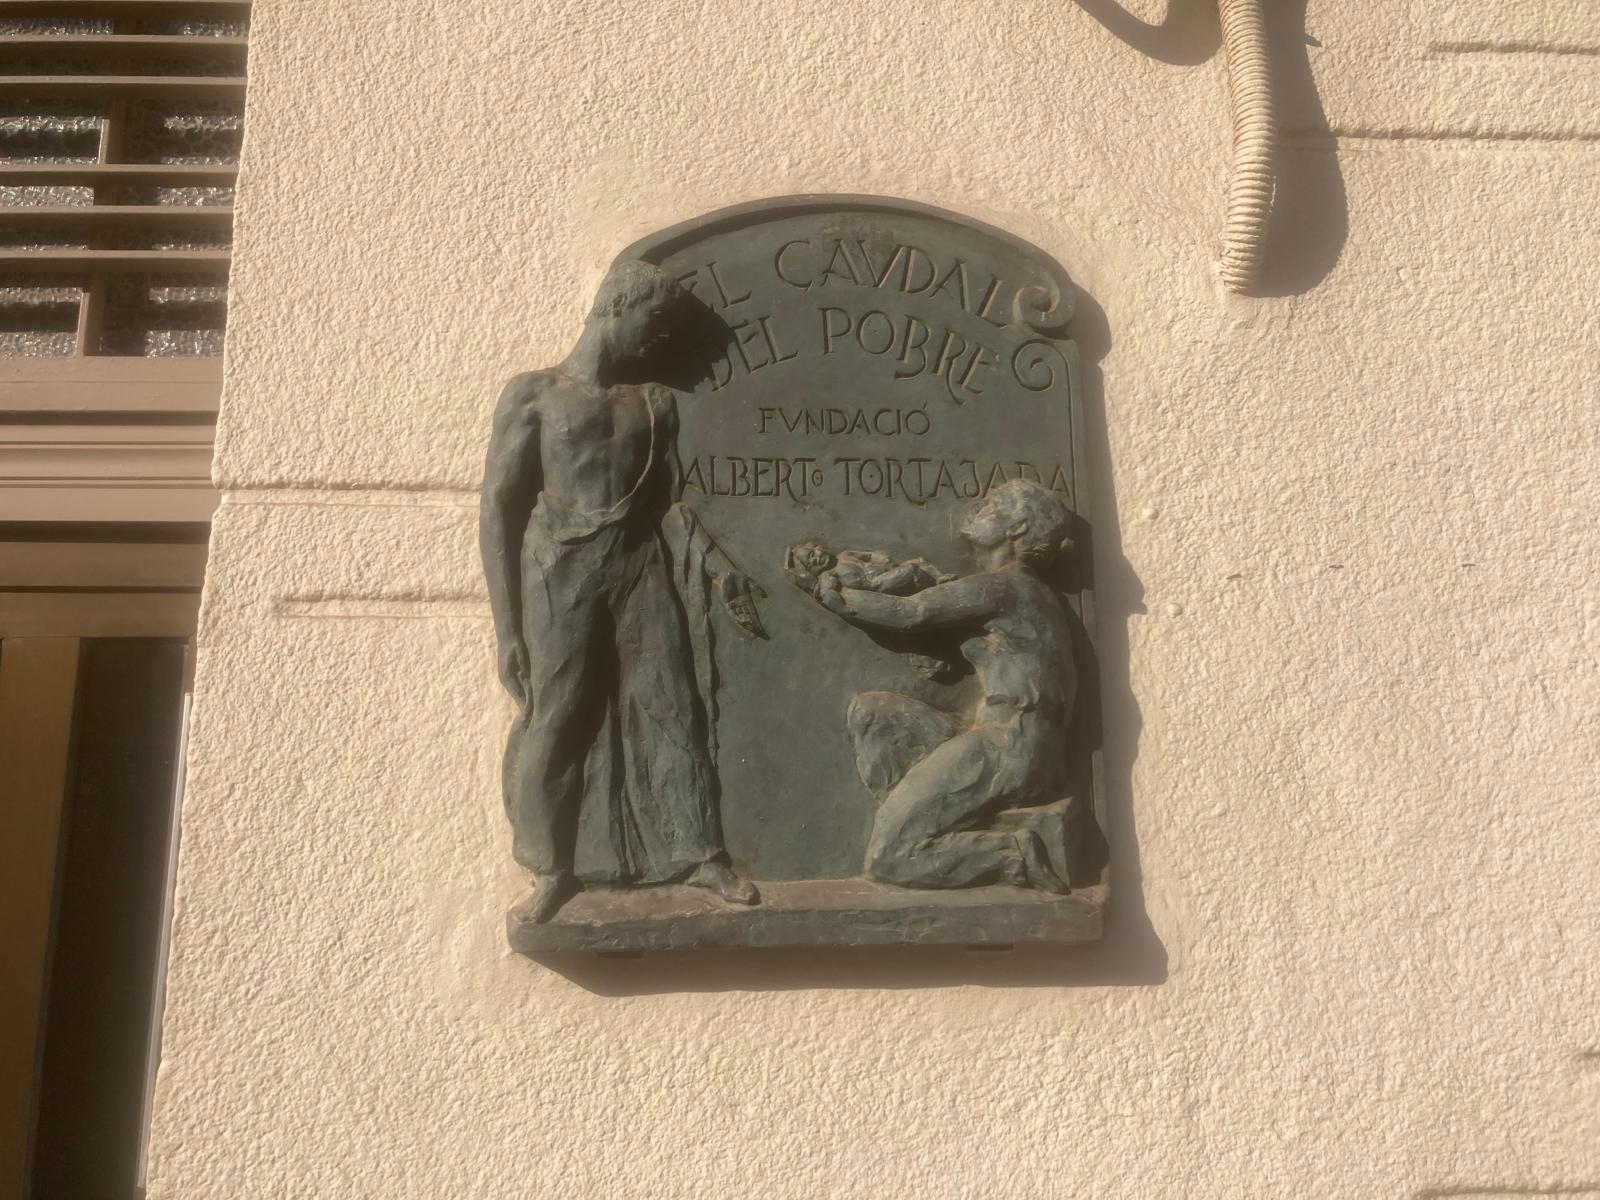 EL CAVDAL
DEL POBRE
FVNDACIÓ
ALBERTO TORTAJADA